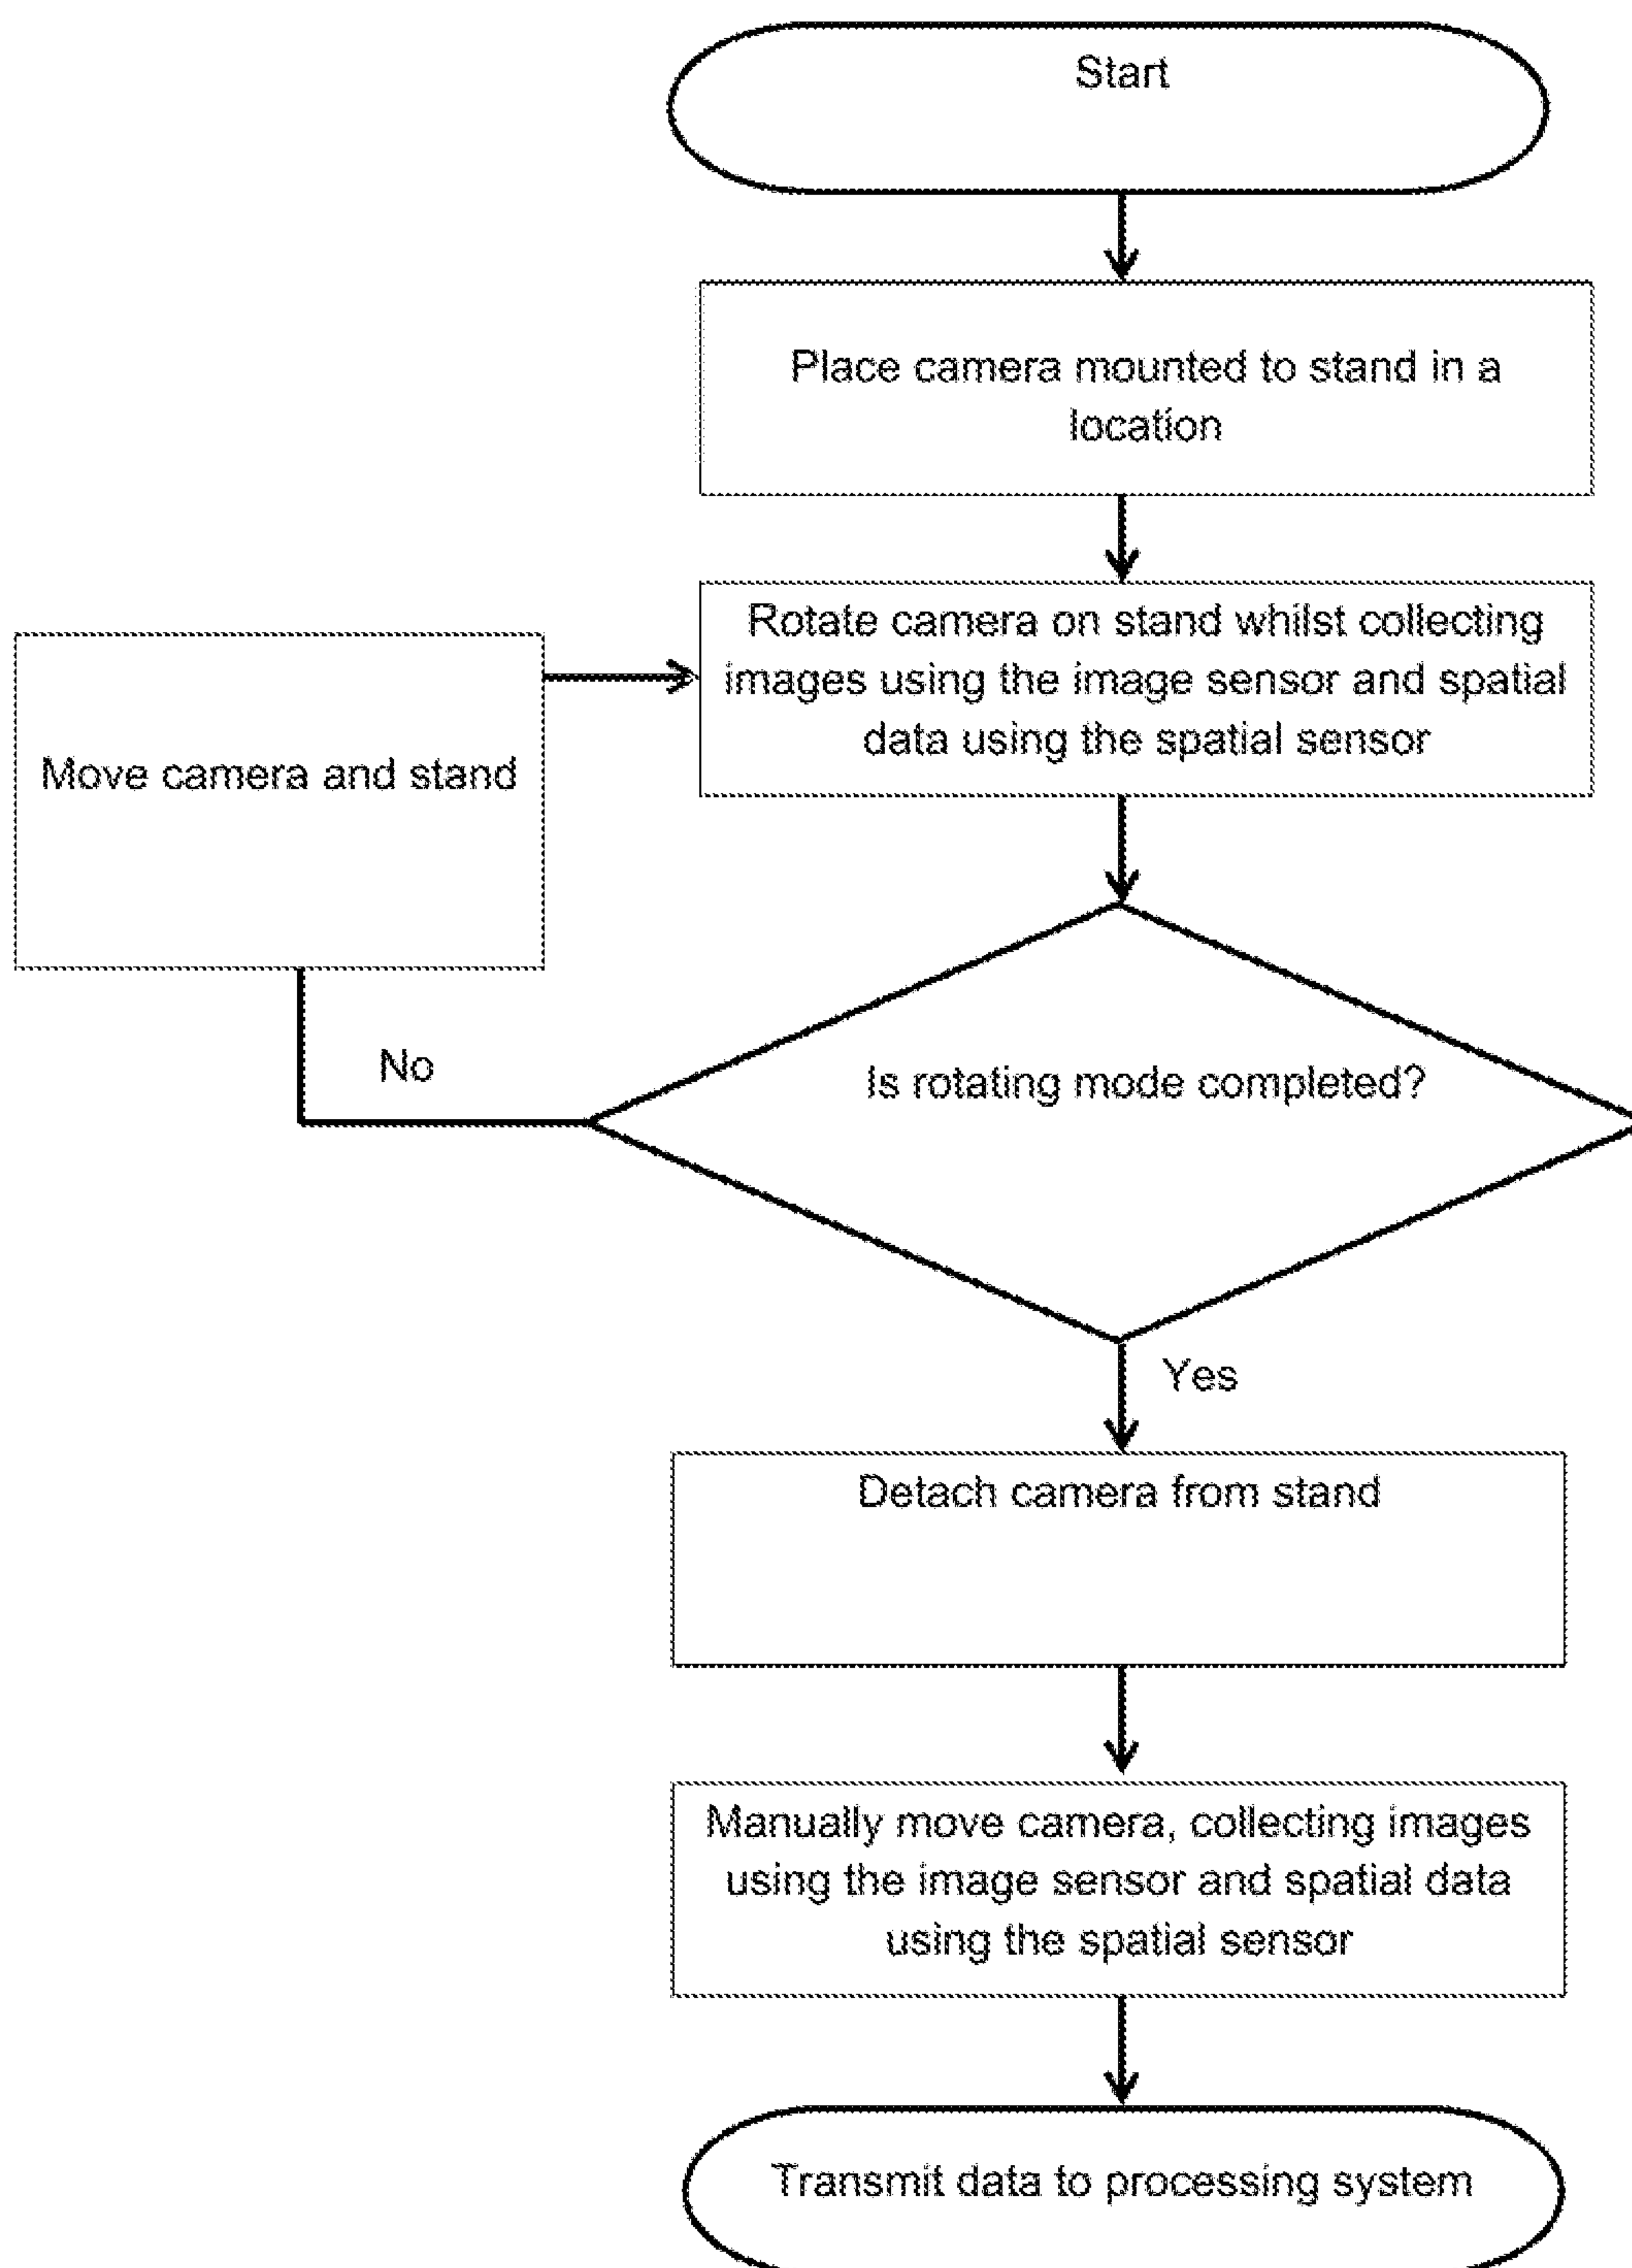 Start
Place camera mounted to stand in a
location
Rotate camera on stand whilst collecting
images using the image sensor and spatial
data using the spatial sensor
Move camera and stand
No
Is rotating mode completed?
Yes
Detach camera from stand
Manually move camera, collecting images
using the image sensor and spatial data
using the spatial sensor
Transmit data to processing system